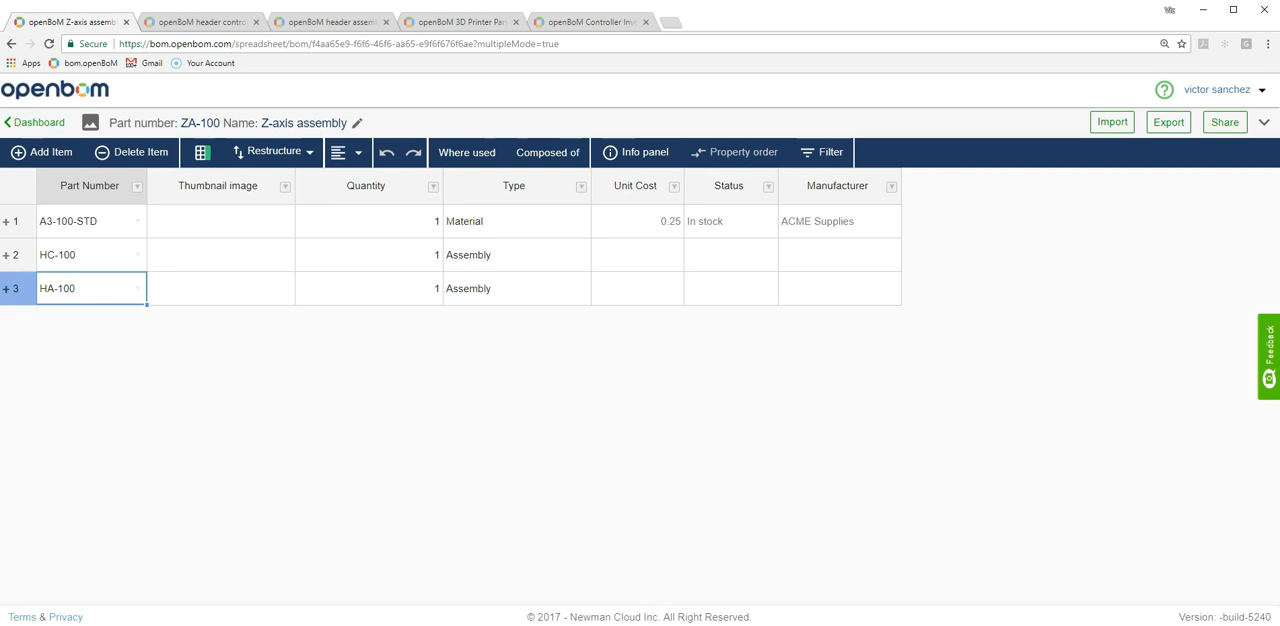 Vic
openBoM Z-axis assemb
openBoM header contro
openBoM header assem
openBoM 3D Printer Par
openBoM Controller Inv
Secure https://bom.openbom.com/spreadsheet/bom/f4aa65e9-f6f6-46f6-aa65-e9f6f676f6ae?multipleMode=true
Apps bom.openBoM Gmail Your Account
openbom
victor sanchez
Dashboard Part number: ZA-100 Name: Z-axis assembly Import Export Share
Add Item Delete Item Restructure Where used Composed of Info panel Property order Filter
Part Number Thumbnail image Quantity Type Unit Cost Status Manufacturer
+ 1 A3-100-STD 1 Material 0.25 In stock ACME Supplies
+ 2 HC-100 1 Assembly
+ 3 HA-100 1 Assembly
Feedback
Terms & Privacy © 2017 - Newman Cloud Inc. All Right Reserved. Version: -build-5240